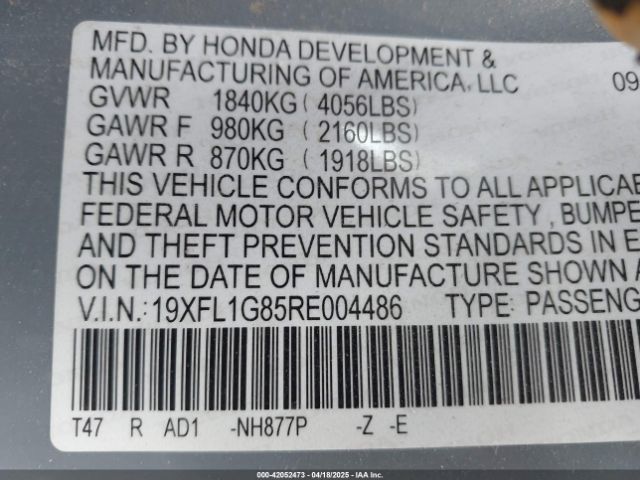 MFD. BY HONDA DEVELOPMENT &
MANUFACTURING OF AMERICA, LLC 09
GVWR 1840KG ( 4056LBS)
GAWR F 980KG ( 2160LBS)
GAWR R 870KG ( 1918LBS)
THIS VEHICLE CONFORMS TO ALL APPLICAB
FEDERAL MOTOR VEHICLE SAFETY , BUMPE
AND THEFT PREVENTION STANDARDS IN E
ON THE DATE OF MANUFACTURE SHOWN A
V.I.N.: 19XFL1G85RE004486 TYPE: PASSENG
T47 R AD1 -NH877P -Z -E
000-42052473 - 04/18/2025 - IAA Inc.